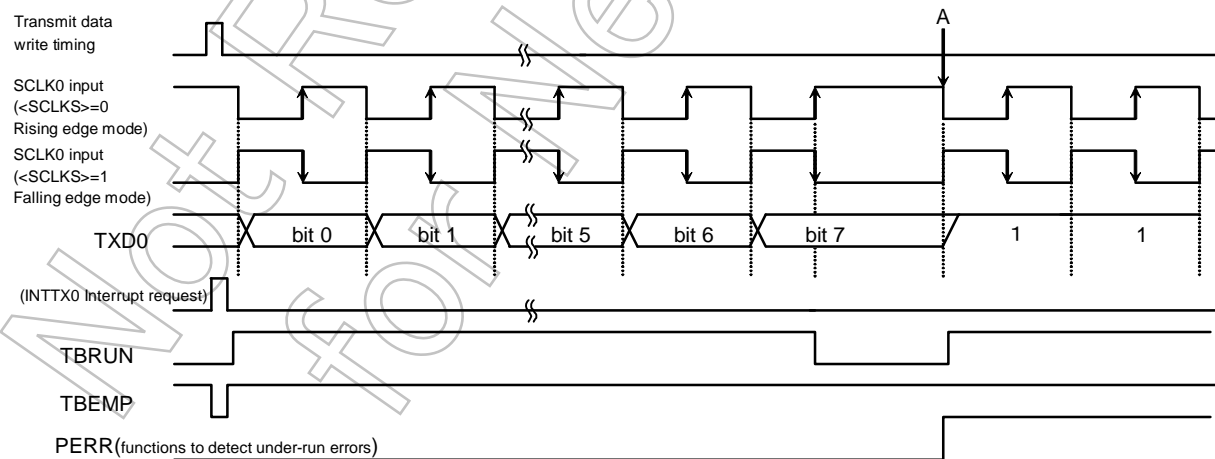 Transmit data
write timing
A
SCLK0 input
(<SCLKS>=0
Rising edge mode)
SCLK0 input
(<SCLKS>=1
Falling edge mode)
TXD0
bit 0
bit 1
bit 5
bit 6
bit 7
1
1
(INTTX0 Interrupt request)
TBRUN
TBEMP
PERR(functions to detect under-run errors)